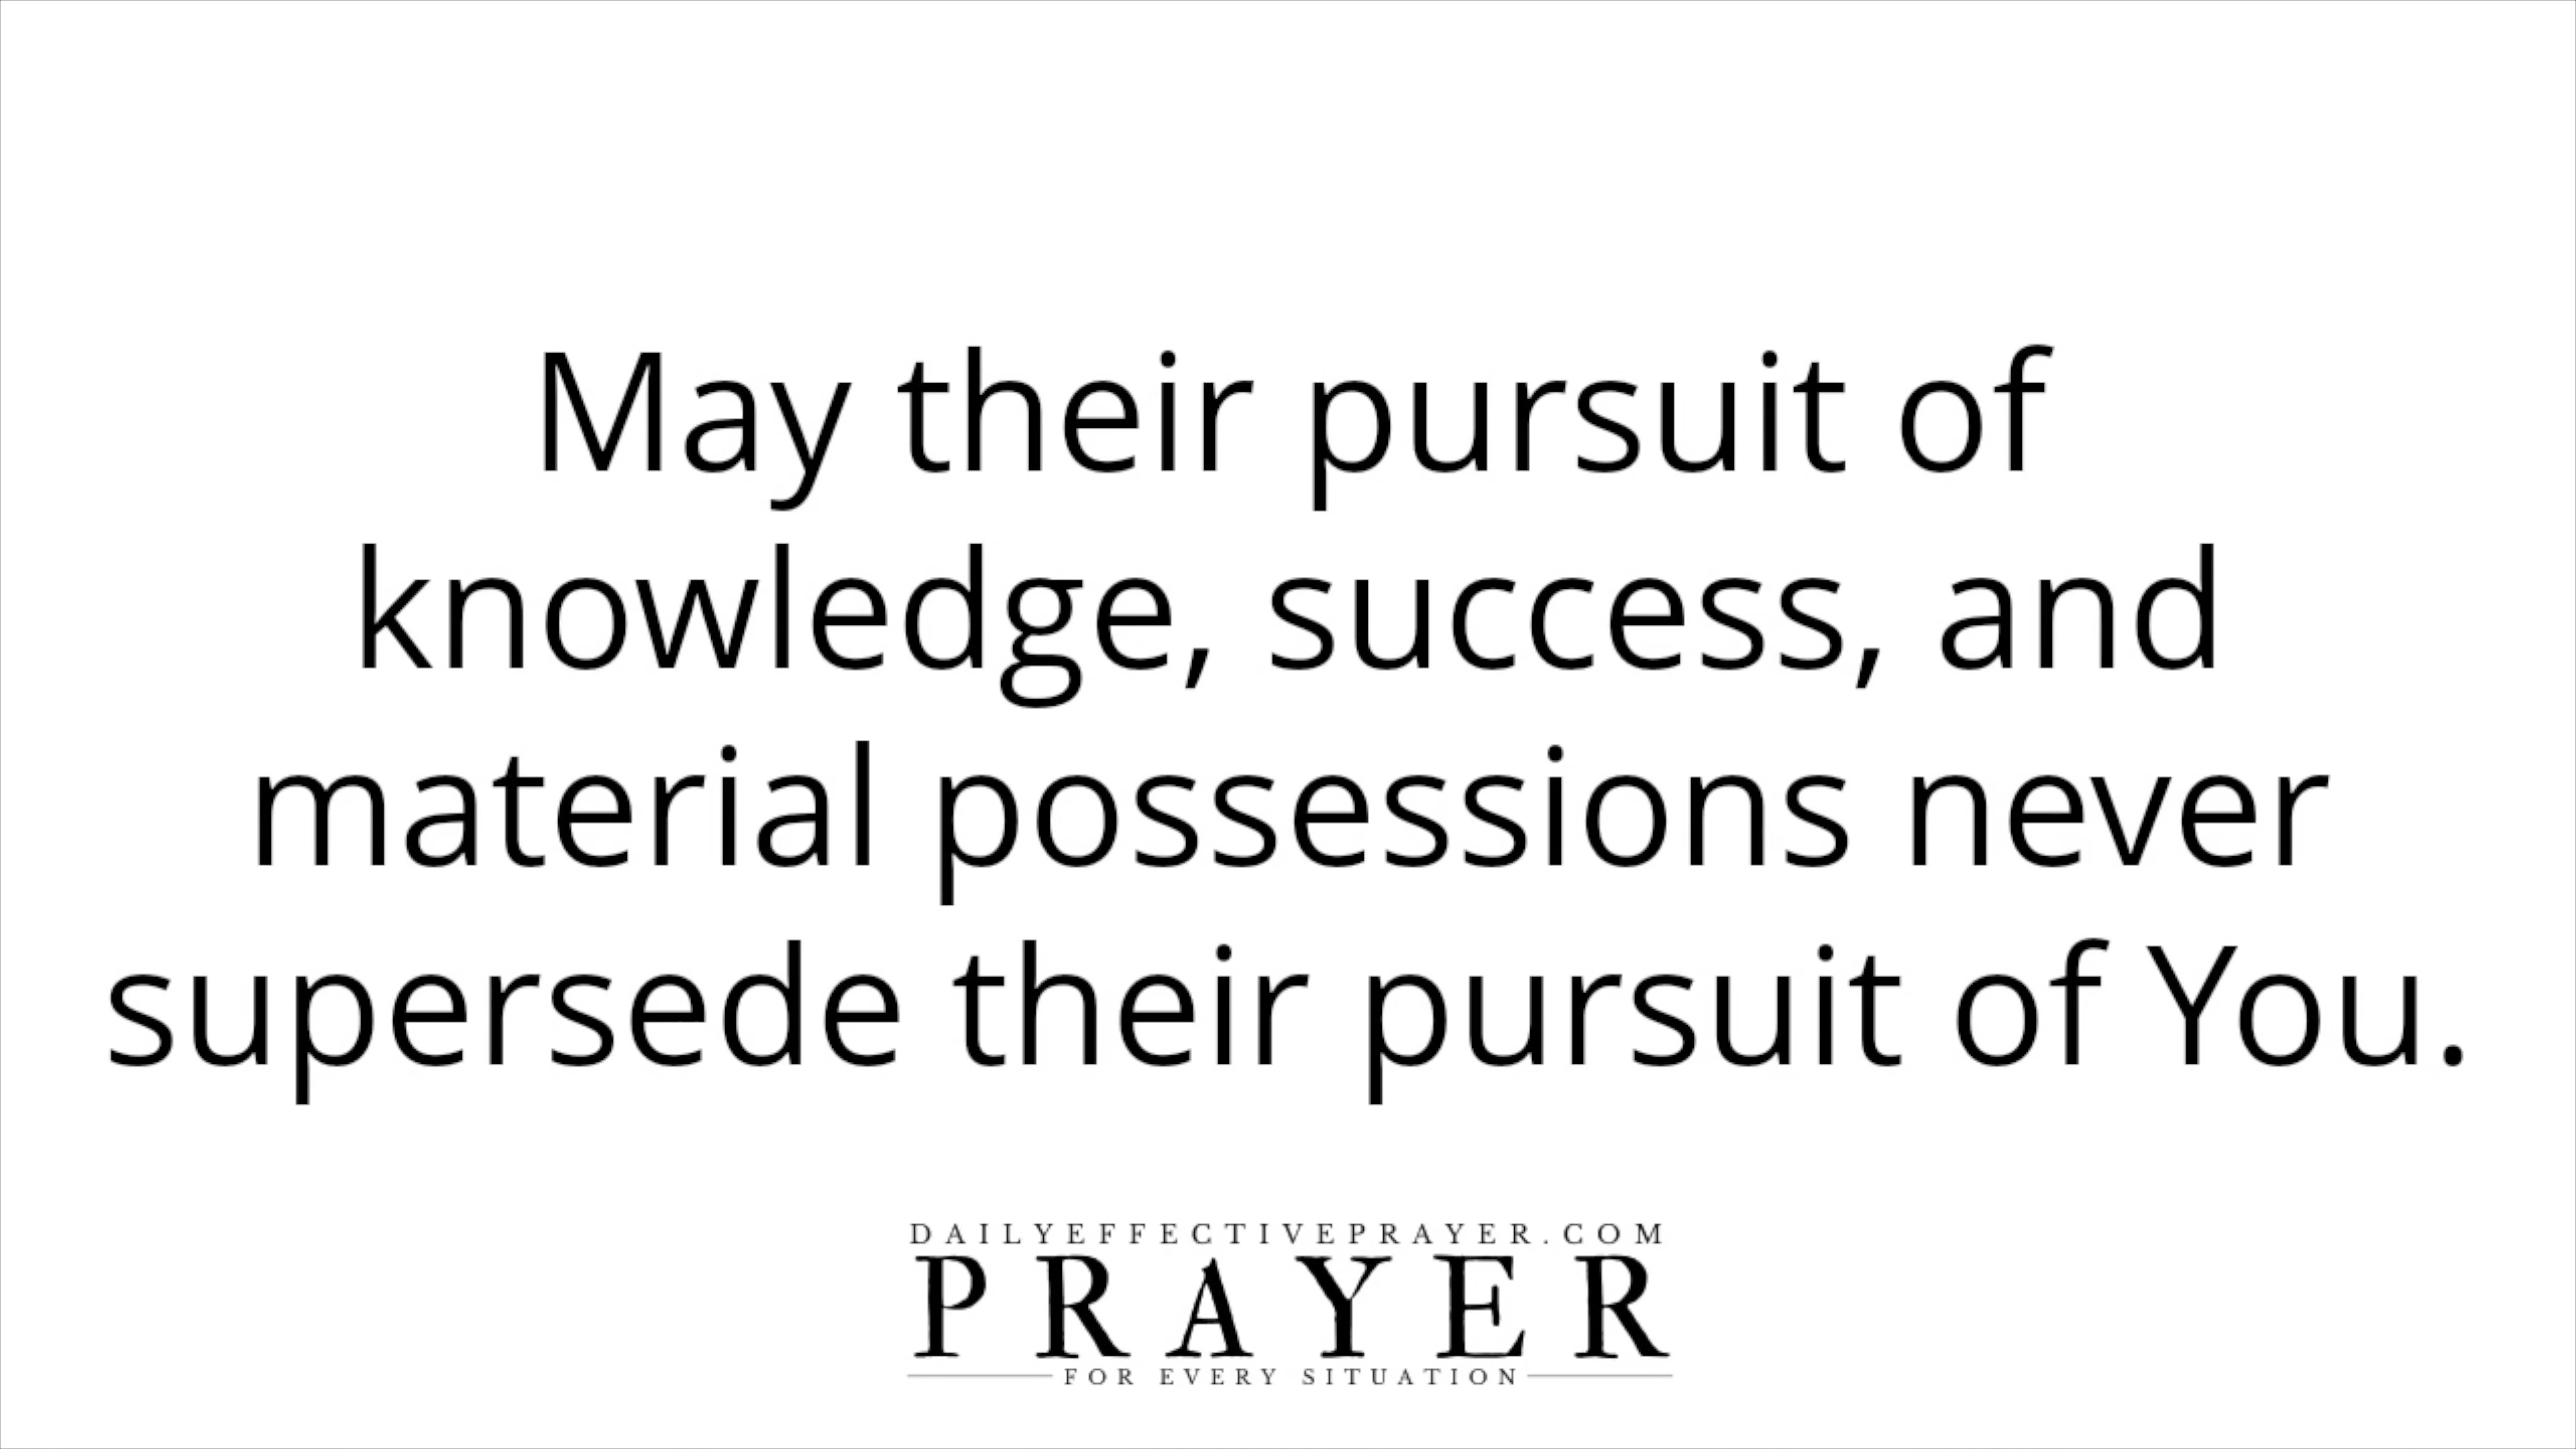 May their pursuit of
knowledge, success, and
material possessions never
supersede their pursuit of You.
DAILYEFFECTIVEPRAYER.COM
PRAYER
FOR EVERY SITUATION